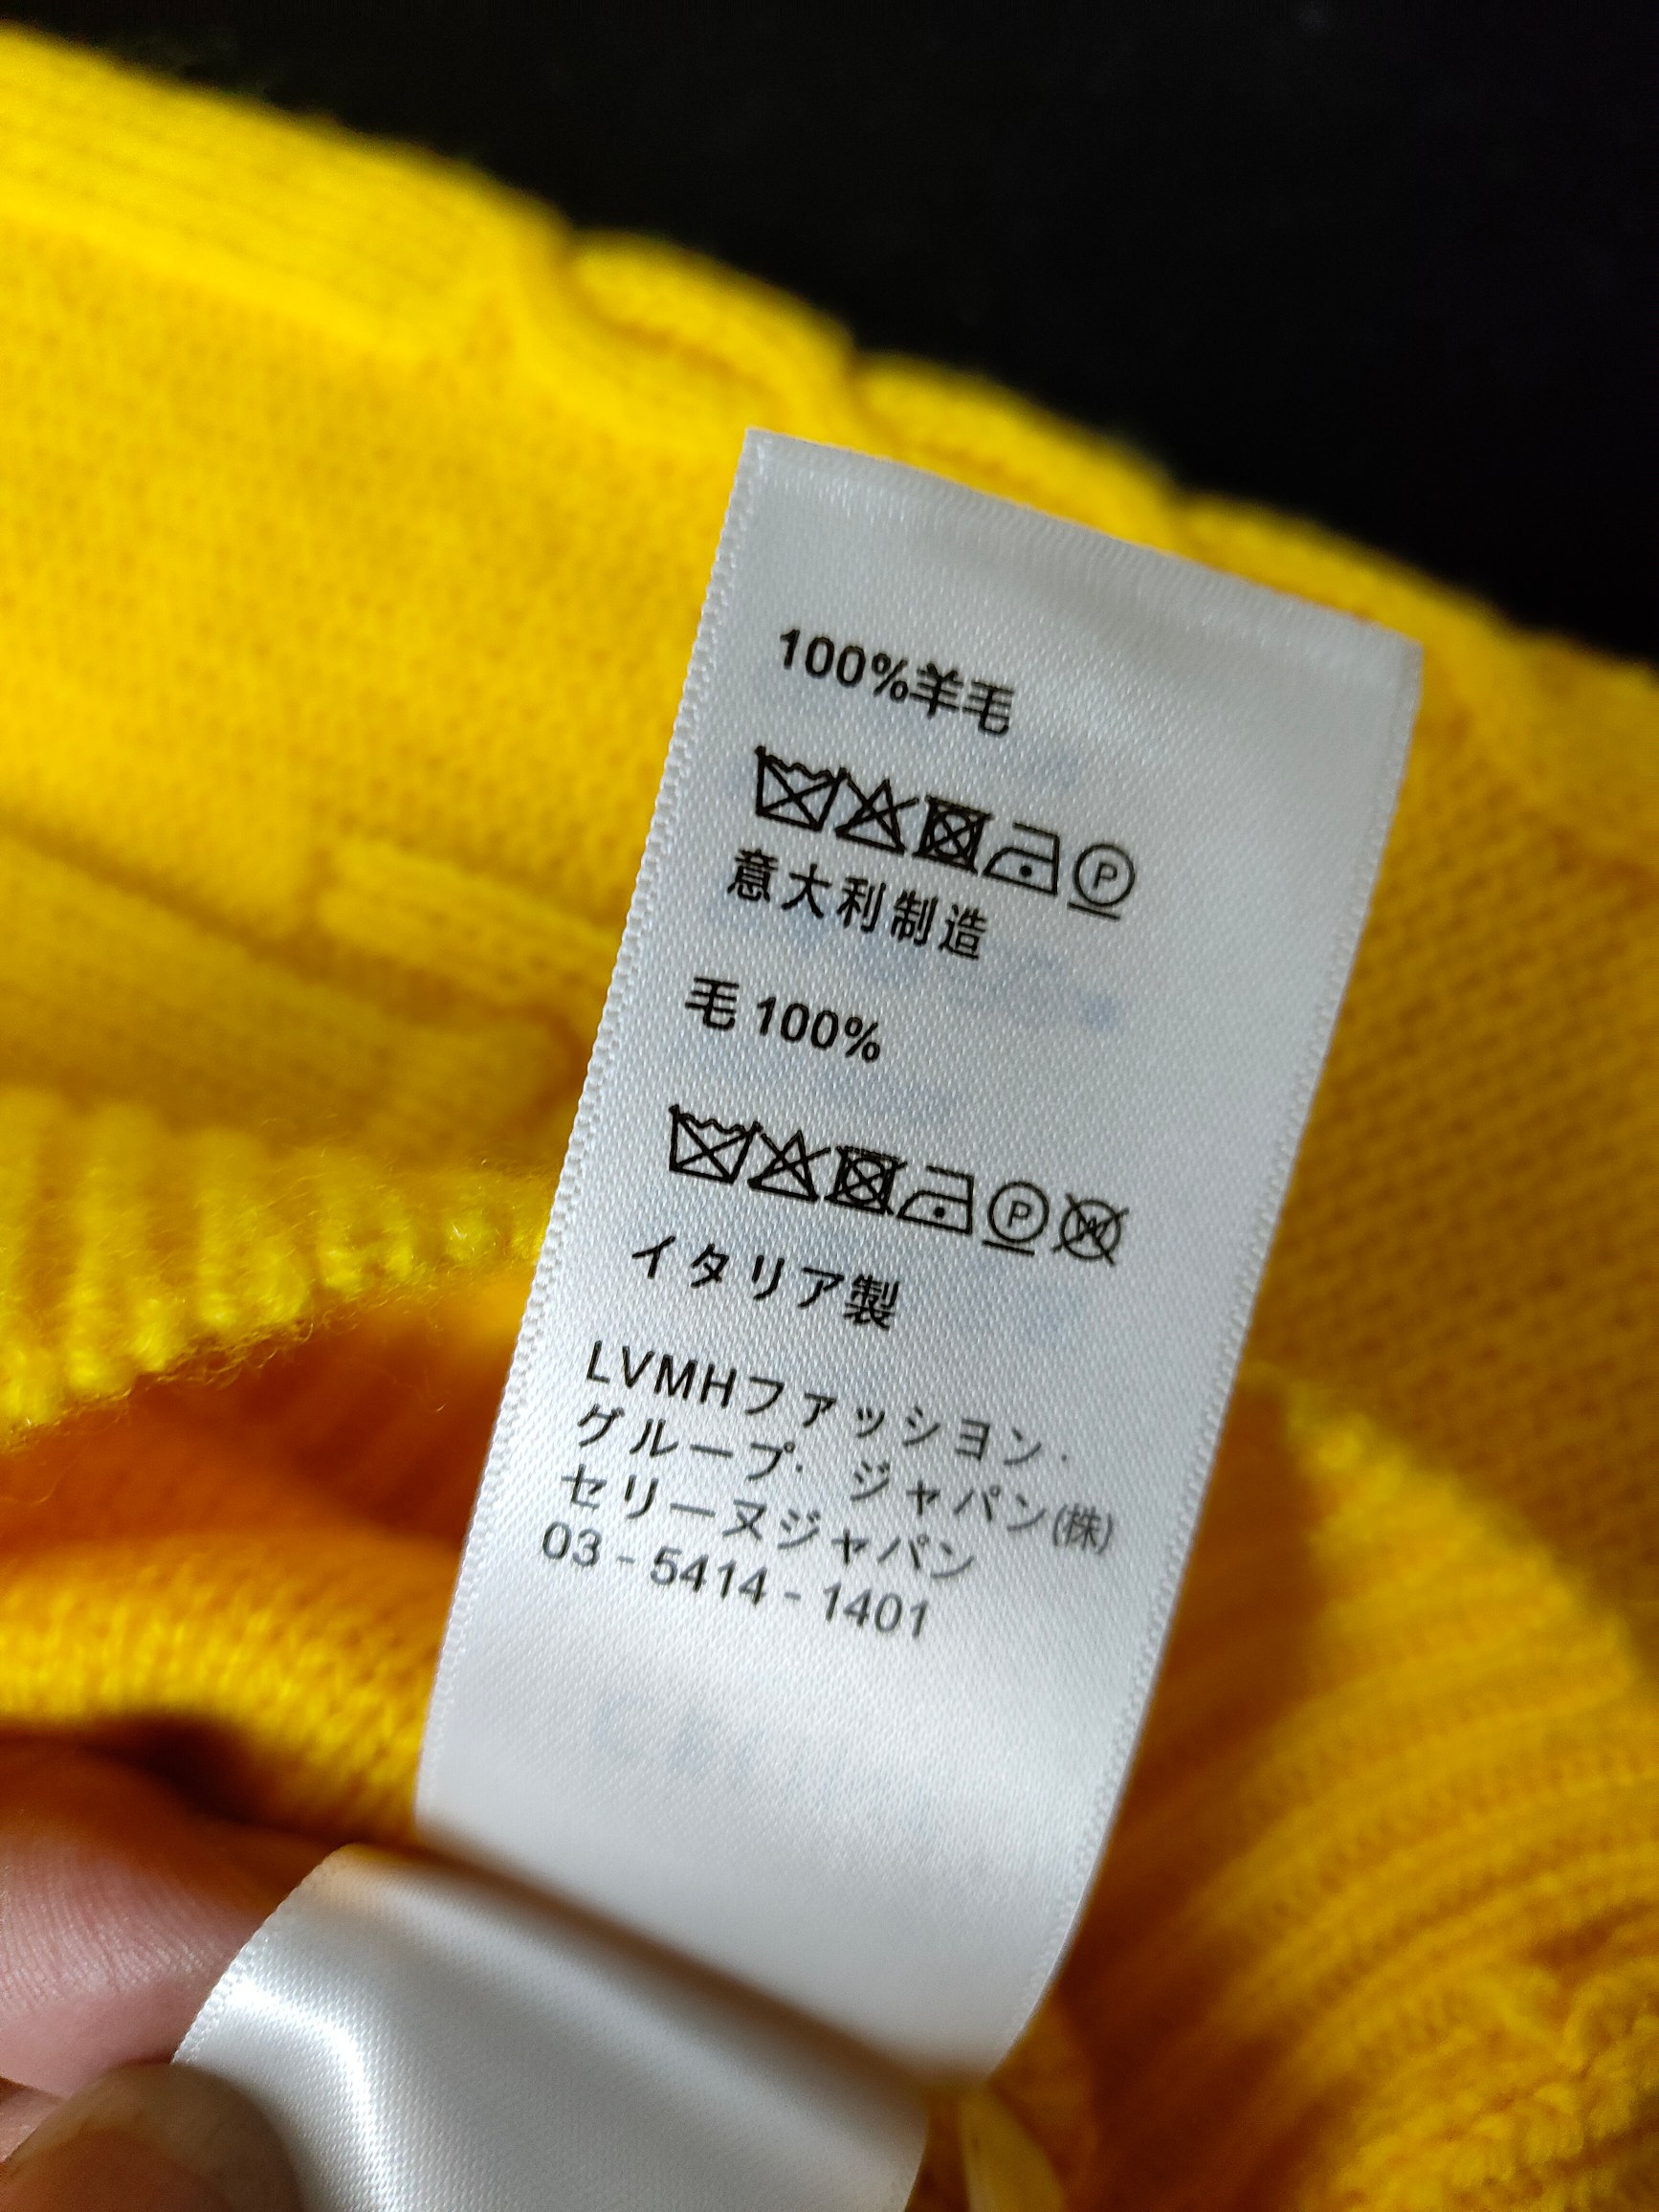 100%羊毛
P
意大利制造
毛 100%
P W
イタリア製
LVMHファッション・
グループ・ ジャパン(株)
セリーヌジャパン
03 - 5414 - 1401